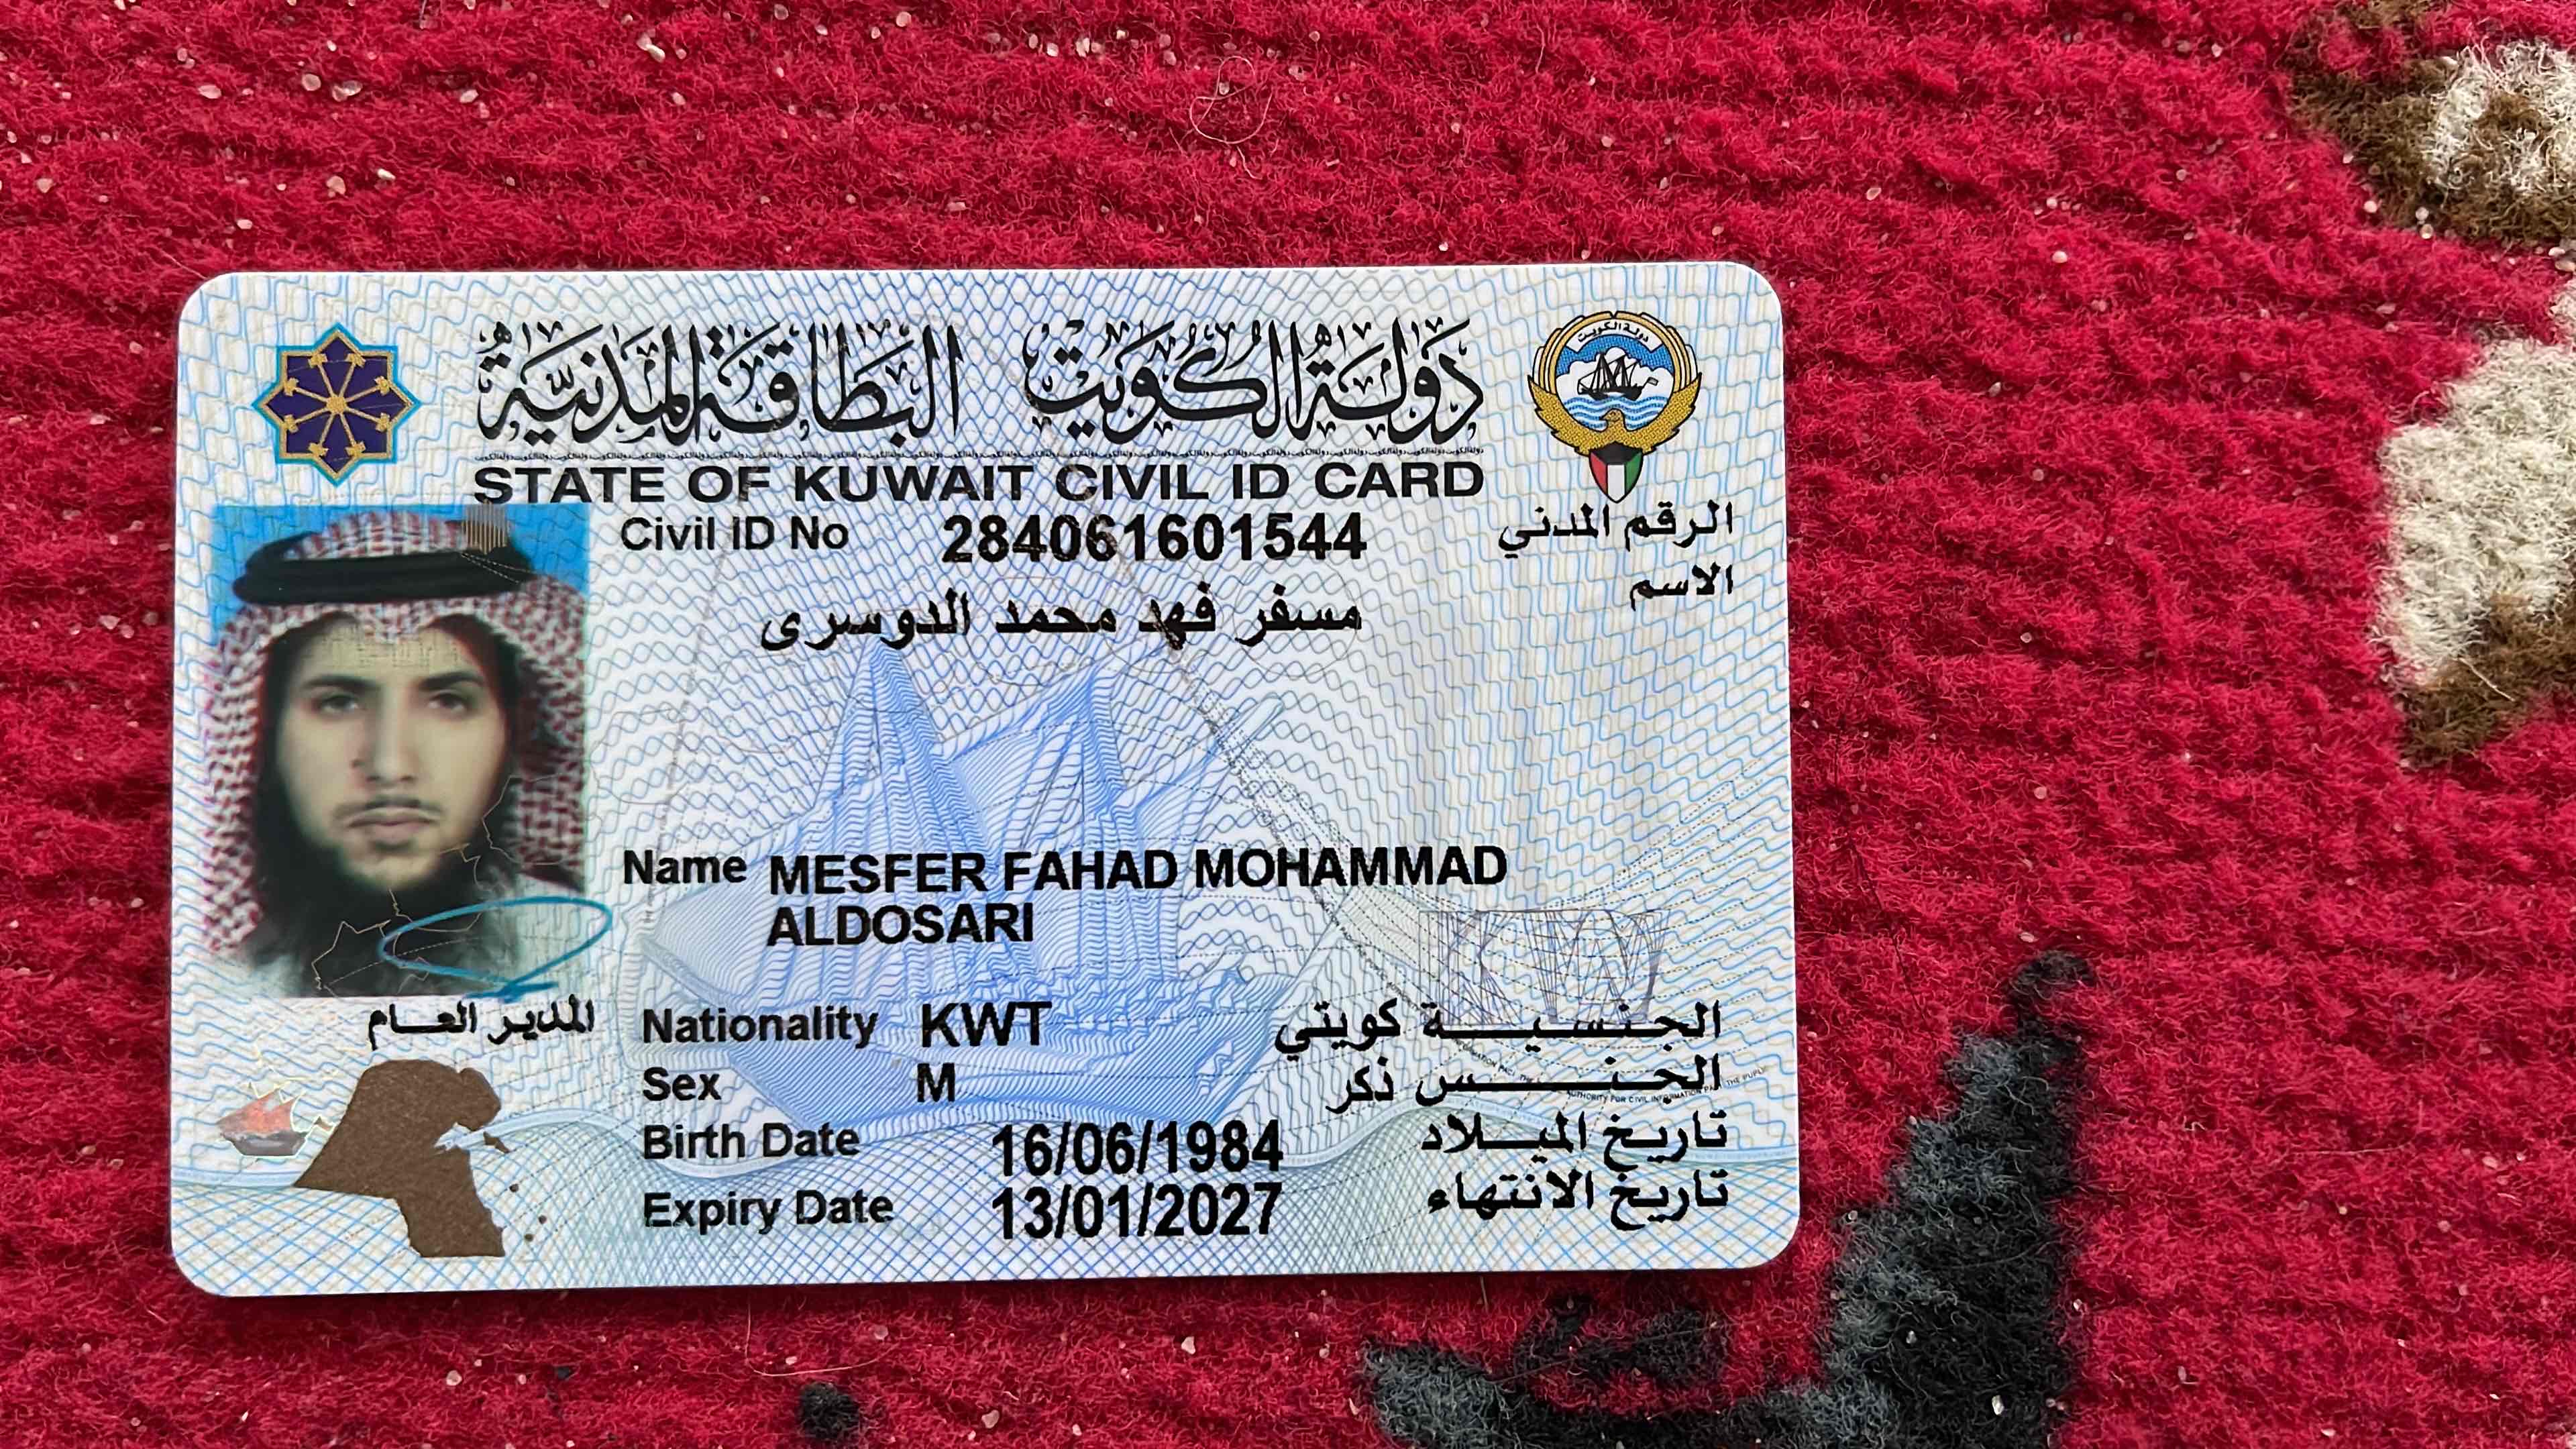 دولة الكويت البطاقة المدنية
STATE OF KUWAIT CIVIL ID CARD
Civil ID No 284061601544 الرقم المدني
الاسم
مسفر فهد محمد الدوسرى
Name MESFER FAHAD MOHAMMAD
ALDOSARI
المدير العام
Nationality KWT الجنسية كويتي
Sex M الجنس ذكر
Birth Date 16/06/1984 تاريخ الميلاد
Expiry Date 13/01/2027 تاريخ الانتهاء
دولة الكويت